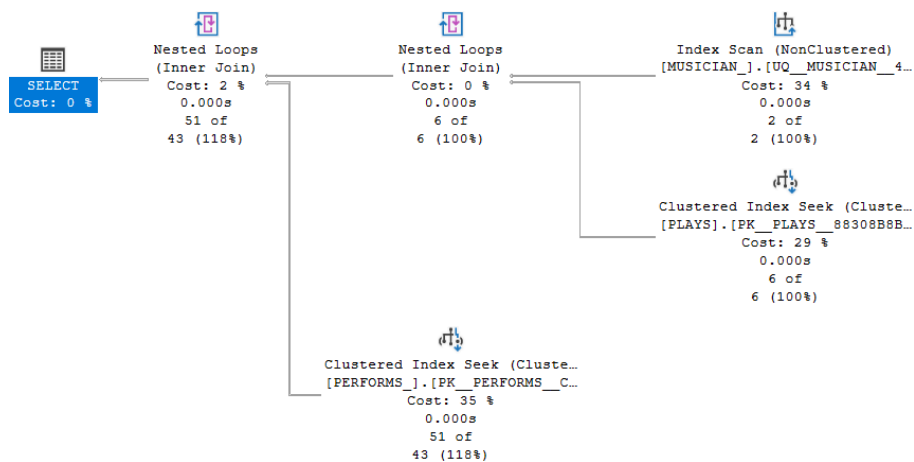 SELECT
Cost: 0 %
Nested Loops
(Inner Join)
Cost: 2 %
0.000s
51 of
43 (118%)
Nested Loops
(Inner Join)
Cost: 0 %
0.000s
6 of
6 (100%)
Index Scan (NonClustered)
[MUSICIAN_].[UQ__MUSICIAN__4…
Cost: 34 %
0.000s
2 of
2 (100%)
Clustered Index Seek (Cluste…
[PLAYS].[PK__PLAYS__88308B8B…
Cost: 29 %
0.000s
6 of
6 (100%)
Clustered Index Seek (Cluste…
[PERFORMS_].[PK__PERFORMS__C…
Cost: 35 %
0.000s
51 of
43 (118%)